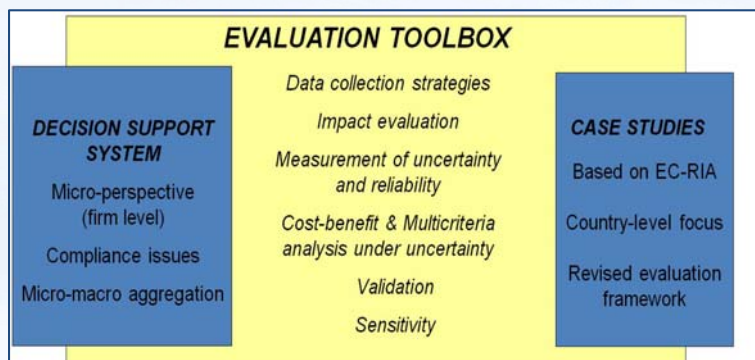 EVALUATION TOOLBOX
DECISION SUPPORT
SYSTEM
Micro-perspective
(firm level)
Compliance issues
Micro-macro aggregation
Data collection strategies
Impact evaluation
Measurement of uncertainty
and reliability
Cost-benefit & Multicriteria
analysis under uncertainty
Validation
Sensitivity
CASE STUDIES
Based on EC-RIA
Country-level focus
Revised evaluation
framework